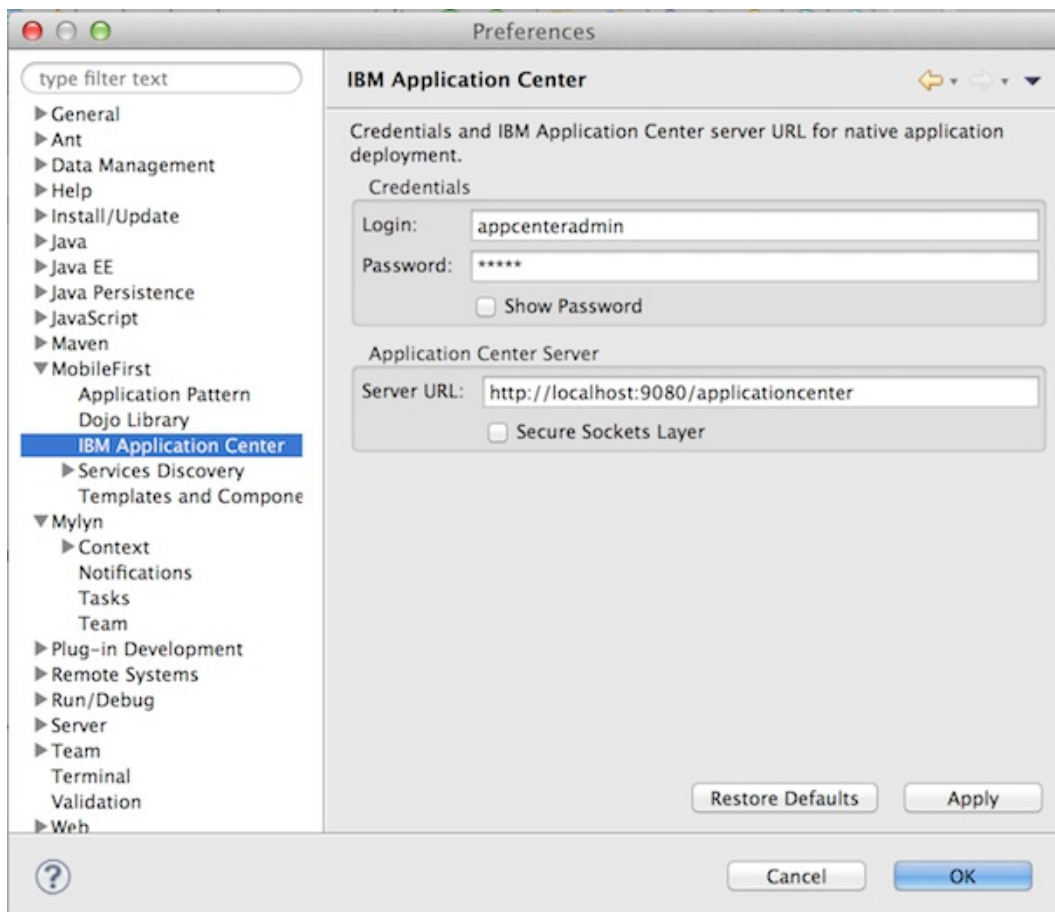 Preferences
type filter text
General
Ant
Data Management
Help
Install/Update
Java
Java EE
Java Persistence
JavaScript
Maven
MobileFirst
Application Pattern
Dojo Library
IBM Application Center
Services Discovery
Templates and Compone
Mylyn
Context
Notifications
Tasks
Team
Plug-in Development
Remote Systems
Run/Debug
Server
Team
Terminal
Validation
Web
IBM Application Center
Credentials and IBM Application Center server URL for native application
deployment.
Credentials
Login: appcenteradmin
Password: *****
Show Password
Application Center Server
Server URL: http://localhost:9080/applicationcenter
Secure Sockets Layer
Restore Defaults Apply
? Cancel OK